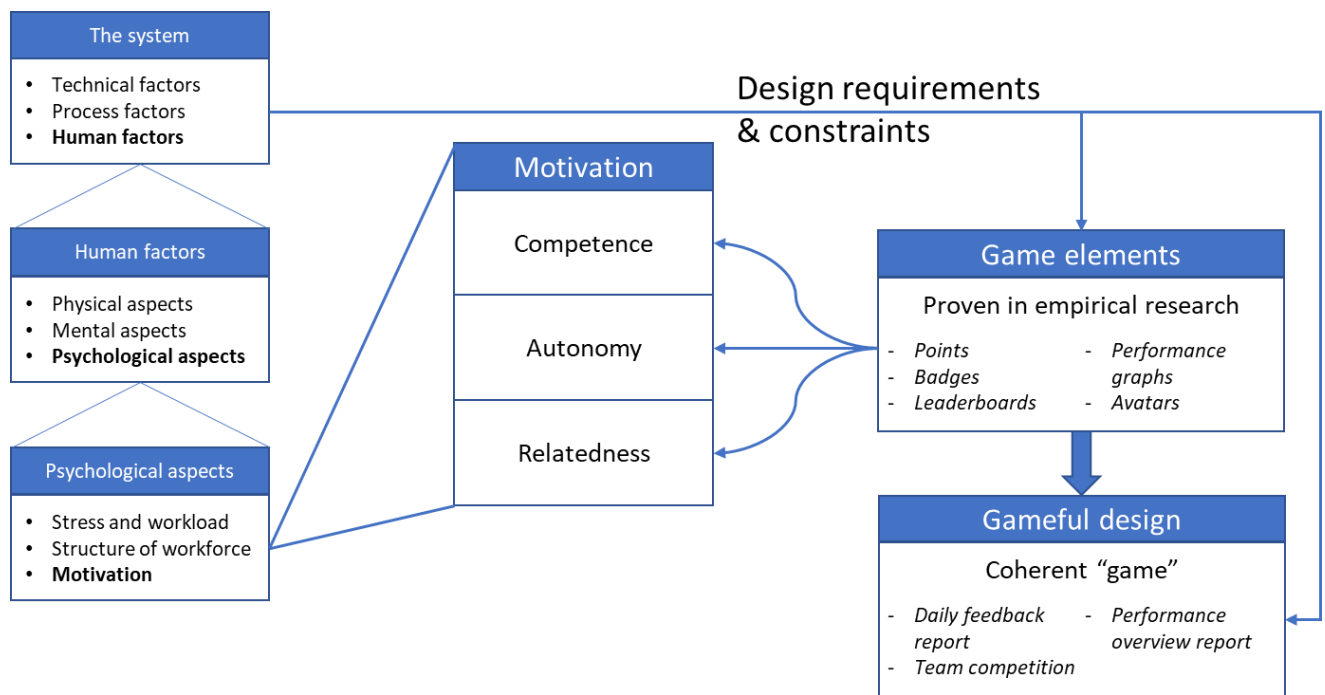 The system
• Technical factors
• Process factors
• Human factors
Human factors
• Physical aspects
• Mental aspects
• Psychological aspects
Psychological aspects
• Stress and workload
• Structure of workforce
• Motivation
Motivation
Competence
Autonomy
Relatedness
Design requirements
& constraints
Game elements
Proven in empirical research
- Points
- Badges
- Leaderboards
- Performance
graphs
- Avatars
Gameful design
Coherent “game”
- Daily feedback
report
- Team competition
- Performance
overview report